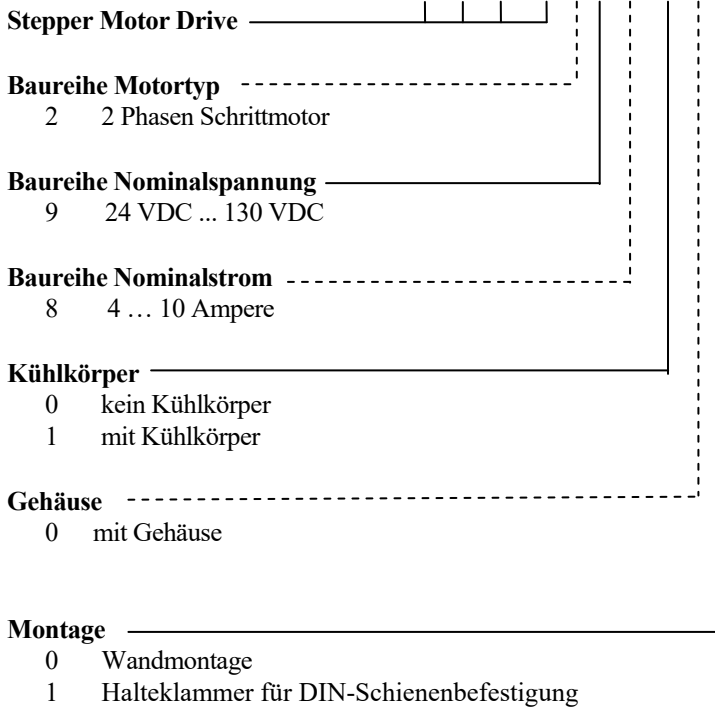 Stepper Motor Drive
Baureihe Motortyp
2 2 Phasen Schrittmotor
Baureihe Nominalspannung
9 24 VDC ... 130 VDC
Baureihe Nominalstrom
8 4 … 10 Ampere
Kühlkörper
0 kein Kühlkörper
1 mit Kühlkörper
Gehäuse
0 mit Gehäuse
Montage
0 Wandmontage
1 Halteklammer für DIN-Schienenbefestigung